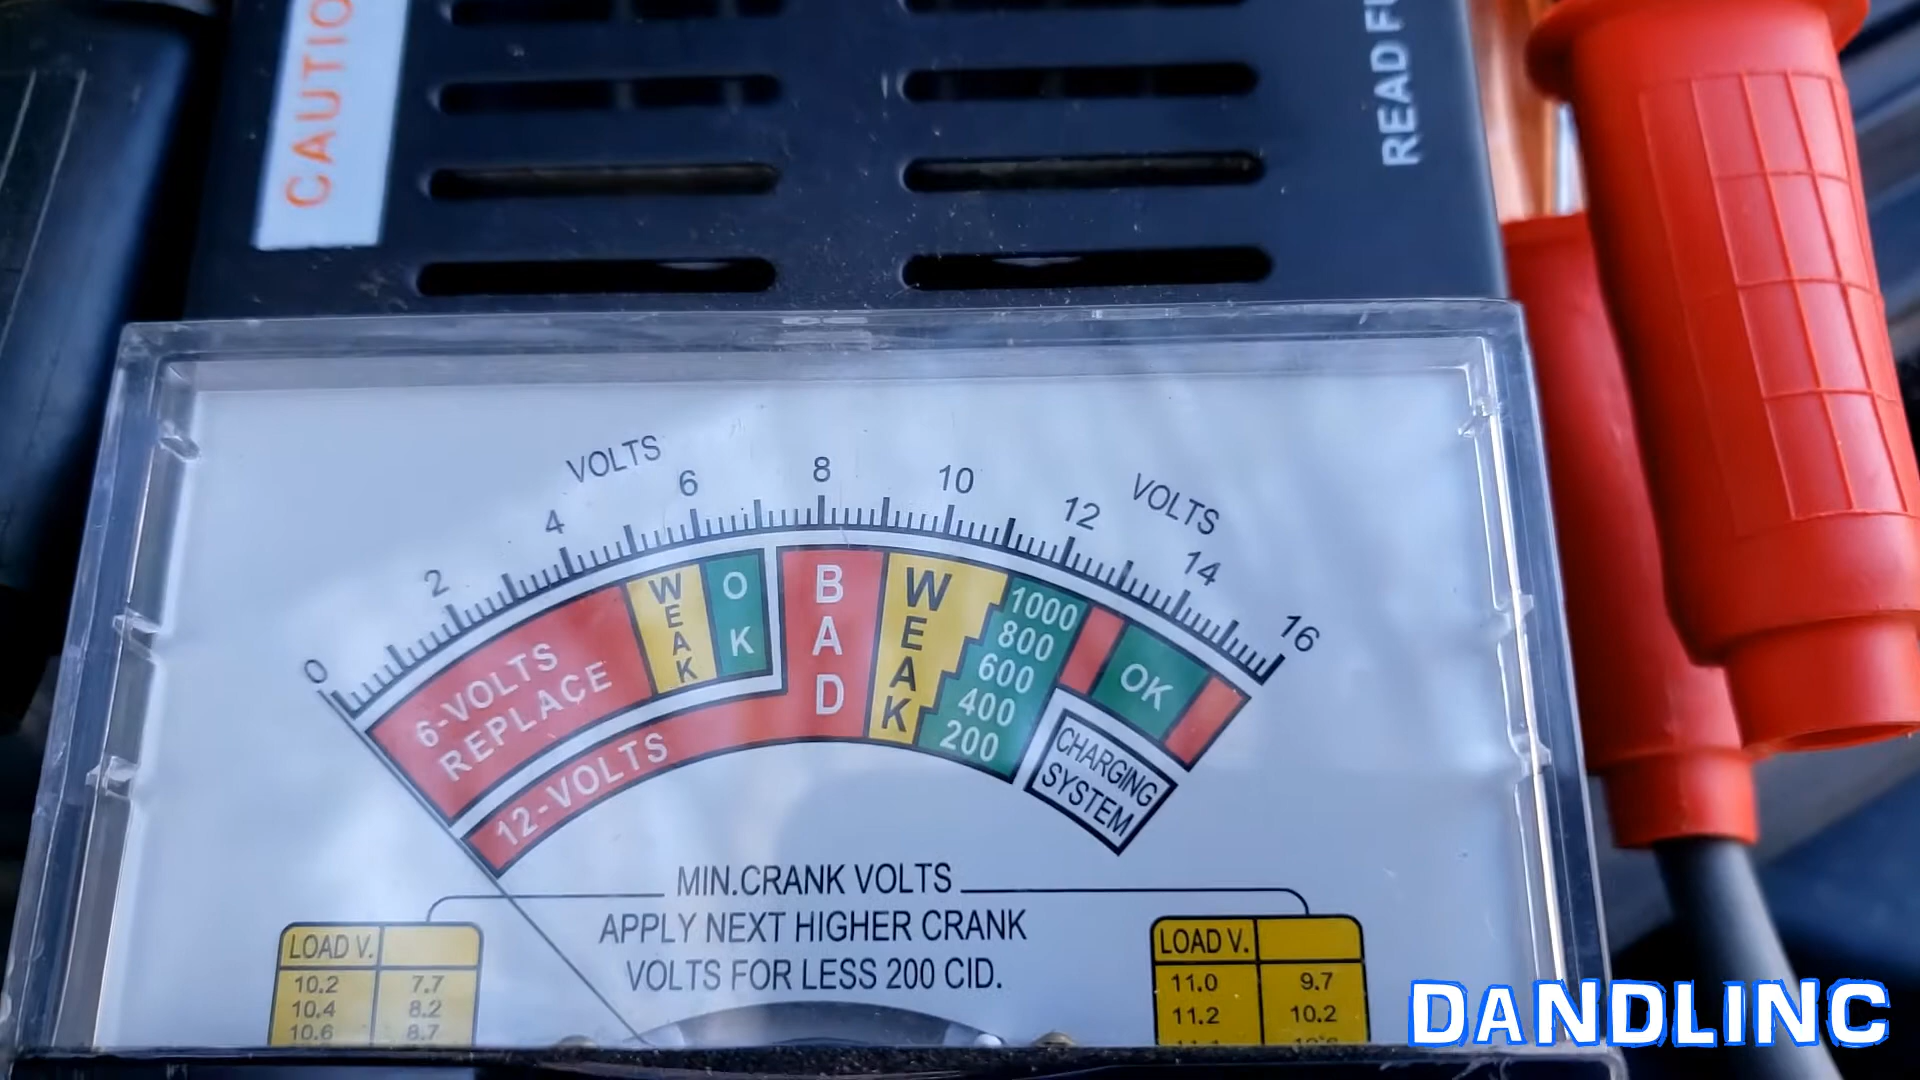 CAUTIO
READ FU
VOLTS
VOLTS
0 2 4 6 8 10 12 14 16
6-VOLTS
REPLACE
WEAK
OK
12-VOLTS
BAD
WEAK
1000
800
600
400
200
OK
CHARGING
SYSTEM
MIN.CRANK VOLTS
APPLY NEXT HIGHER CRANK
VOLTS FOR LESS 200 CID.
LOAD V.
10.2 7.7
10.4 8.2
10.6 8.7
LOAD V.
11.0 9.7
11.2 10.2
DANDLINC